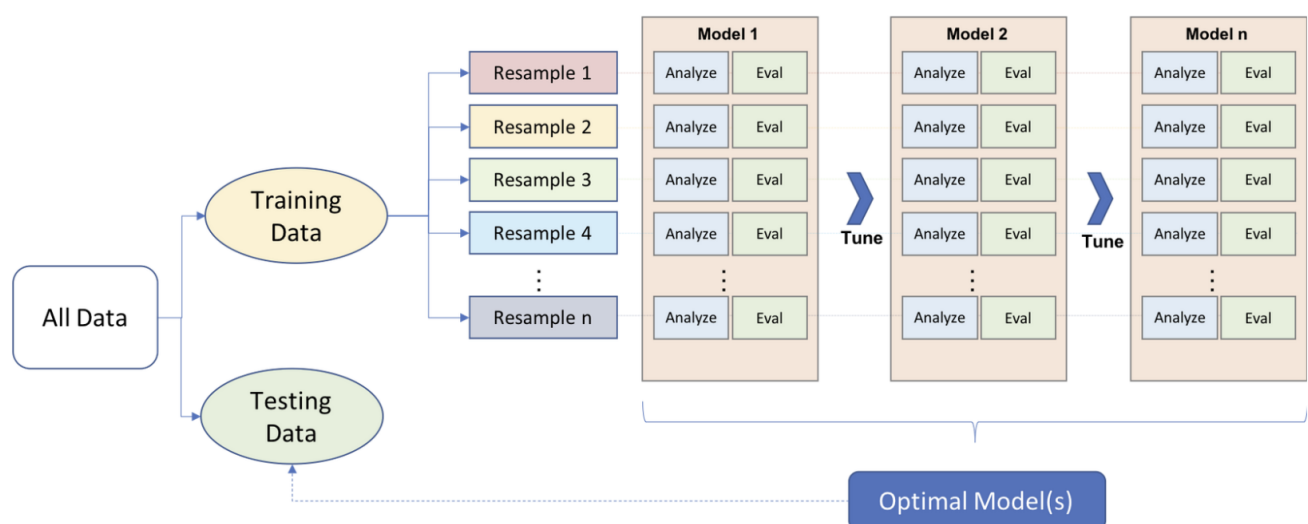 Model 1
Model 2
Model n
Resample 1
Analyze Eval
Analyze Eval
Analyze Eval
Resample 2
Analyze Eval
Analyze Eval
Analyze Eval
Training
Data
Resample 3
Analyze Eval
Analyze Eval
Analyze Eval
Resample 4
Analyze Eval
Tune
Analyze Eval
Tune
Analyze Eval
All Data
Resample n
Analyze Eval
Analyze Eval
Analyze Eval
Testing
Data
Optimal Model(s)